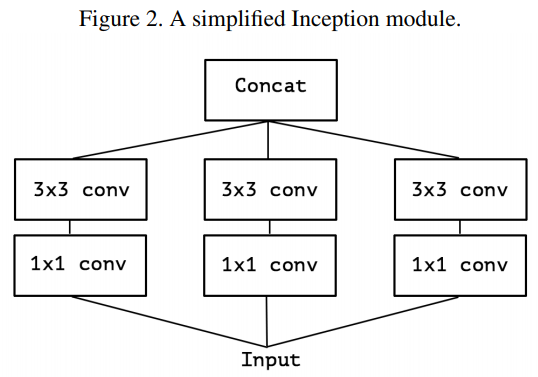 Figure 2. A simplified Inception module.
Concat
3x3 conv 3x3 conv 3x3 conv
1x1 conv 1x1 conv 1x1 conv
Input